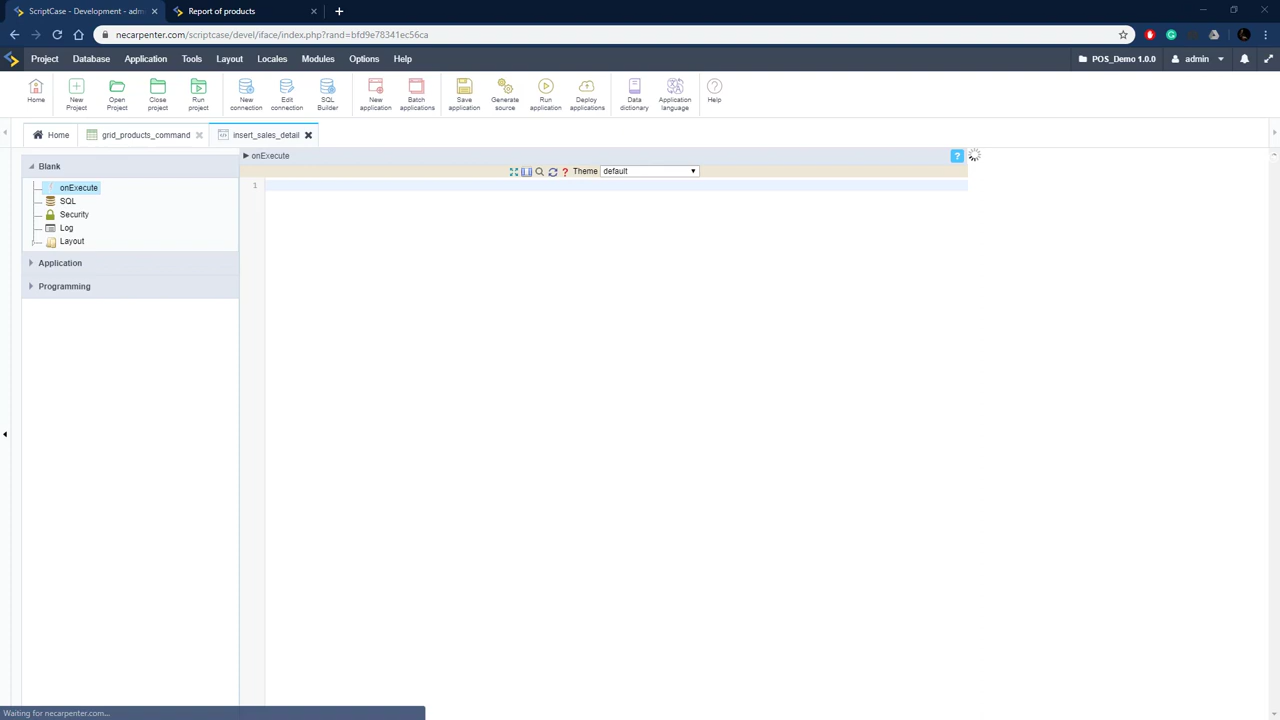 ScriptCase - Development - adm
Report of products
necarpenter.com/scriptcase/devel/iface/index.php?rand=bfd9e78341ec56ca
Project Database Application Tools Layout Locales Modules Options Help
POS_Demo 1.0.0 admin
Home
New Project
Open Project
Close project
Run project
New connection
Edit connection
SQL Builder
New application
Batch applications
Save application
Generate source
Run application
Deploy applications
Data dictionary
Application language
Help
Home grid_products_command insert_sales_detail
Blank
onExecute
SQL
Security
Log
Layout
Application
Programming
onExecute
?
? Theme default
1
Waiting for necarpenter.com...